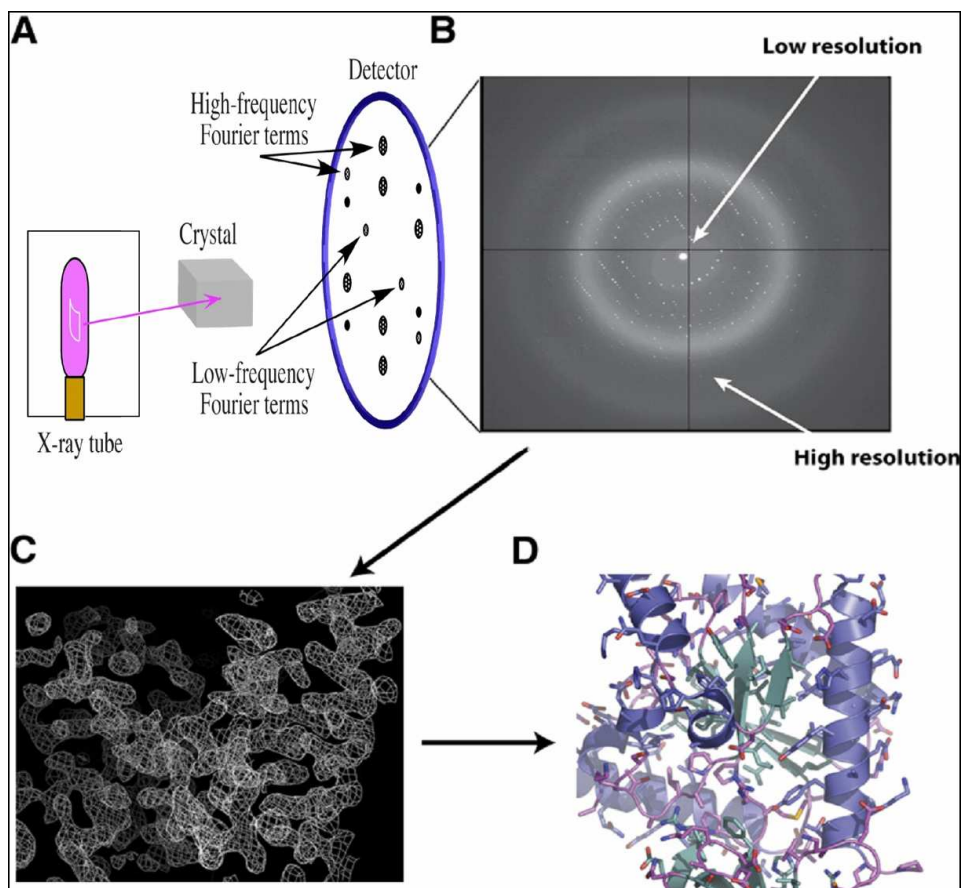 A
B
Low resolution
Detector
High-frequency
Fourier terms
Crystal
Low-frequency
Fourier terms
X-ray tube
High resolution
C
D